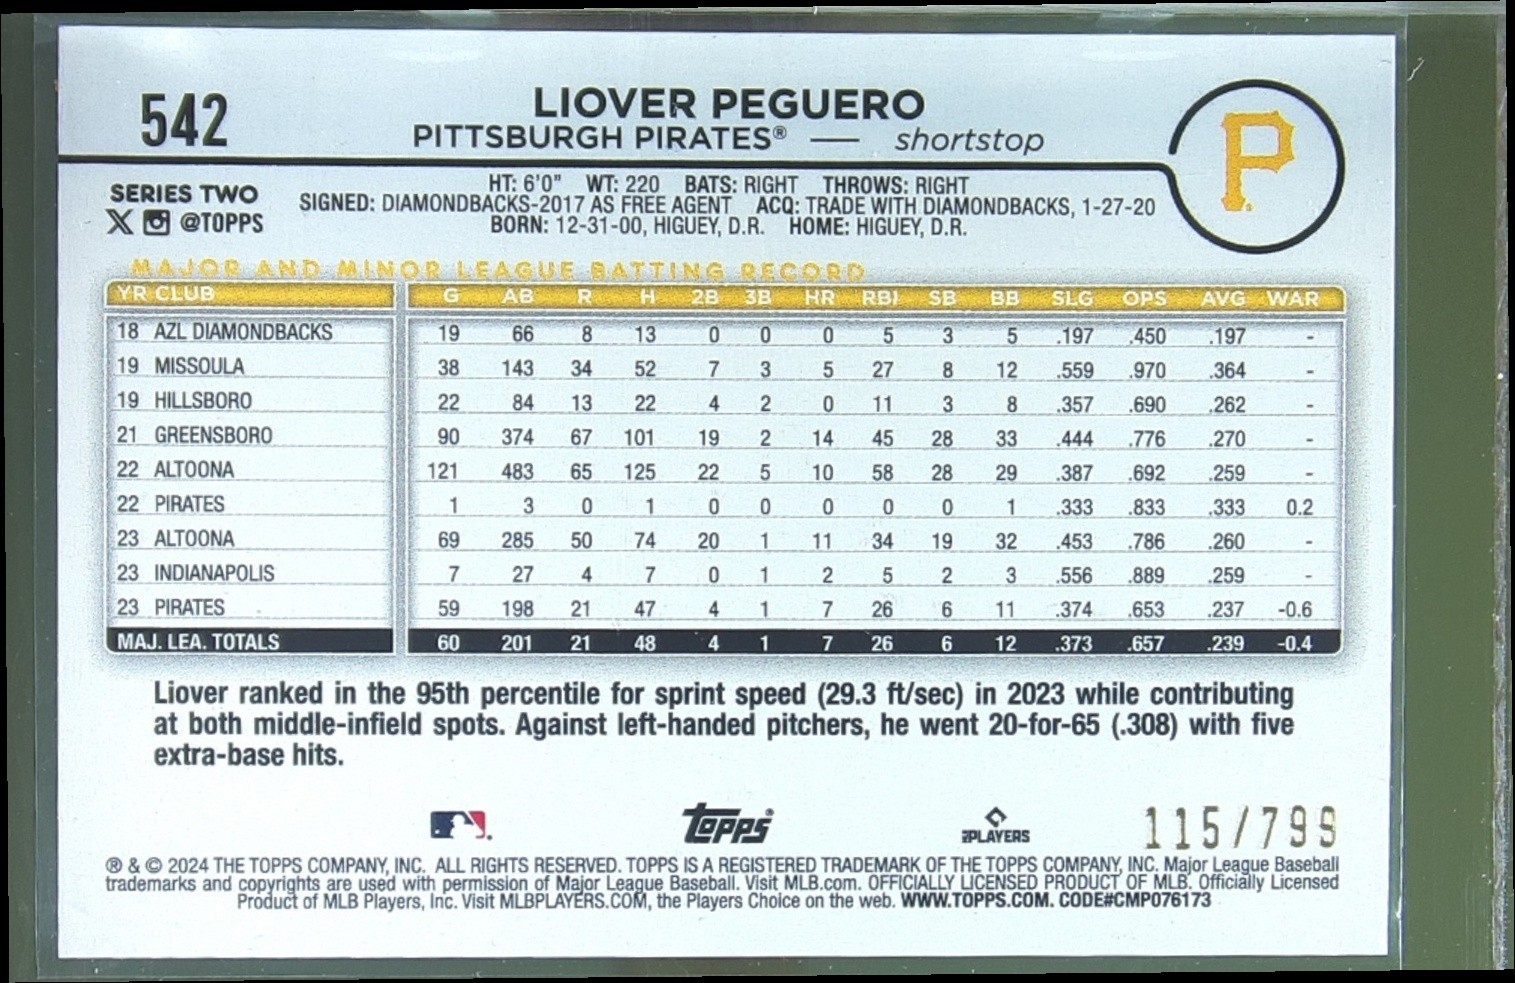 542
LIOVER PEGUERO
PITTSBURGH PIRATES® — shortstop
P
SERIES TWO
X @TOPPS
HT: 6'0" WT: 220 BATS: RIGHT THROWS: RIGHT
SIGNED: DIAMONDBACKS-2017 AS FREE AGENT ACQ: TRADE WITH DIAMONDBACKS, 1-27-20
BORN: 12-31-00, HIGUEY, D.R. HOME: HIGUEY, D.R.
MAJOR AND MINOR LEAGUE BATTING RECORD
YR CLUB G AB R H 2B 3B HR RBI SB BB SLG OPS AVG WAR
18 AZL DIAMONDBACKS 19 66 8 13 0 0 0 5 3 5 .197 .450 .197 -
19 MISSOULA 38 143 34 52 7 3 5 27 8 12 .559 .970 .364 -
19 HILLSBORO 22 84 13 22 4 2 0 11 3 8 .357 .690 .262 -
21 GREENSBORO 90 374 67 101 19 2 14 45 28 33 .444 .776 .270 -
22 ALTOONA 121 483 65 125 22 5 10 58 28 29 .387 .692 .259 -
22 PIRATES 1 3 0 1 0 0 0 0 0 1 .333 .833 .333 0.2
23 ALTOONA 69 285 50 74 20 1 11 34 19 32 .453 .786 .260 -
23 INDIANAPOLIS 7 27 4 7 0 1 2 5 2 3 .556 .889 .259 -
23 PIRATES 59 198 21 47 4 1 7 26 6 11 .374 .653 .237 -0.6
MAJ. LEA. TOTALS 60 201 21 48 4 1 7 26 6 12 .373 .657 .239 -0.4
Liover ranked in the 95th percentile for sprint speed (29.3 ft/sec) in 2023 while contributing
at both middle-infield spots. Against left-handed pitchers, he went 20-for-65 (.308) with five
extra-base hits.
Topps PLAYERS 115/799
® & © 2024 THE TOPPS COMPANY, INC. ALL RIGHTS RESERVED. TOPPS IS A REGISTERED TRADEMARK OF THE TOPPS COMPANY, INC. Major League Baseball
trademarks and copyrights are used with permission of Major League Baseball. Visit MLB.com. OFFICIALLY LICENSED PRODUCT OF MLB. Officially Licensed
Product of MLB Players, Inc. Visit MLBPLAYERS.COM, the Players Choice on the web. WWW.TOPPS.COM. CODE#CMP076173